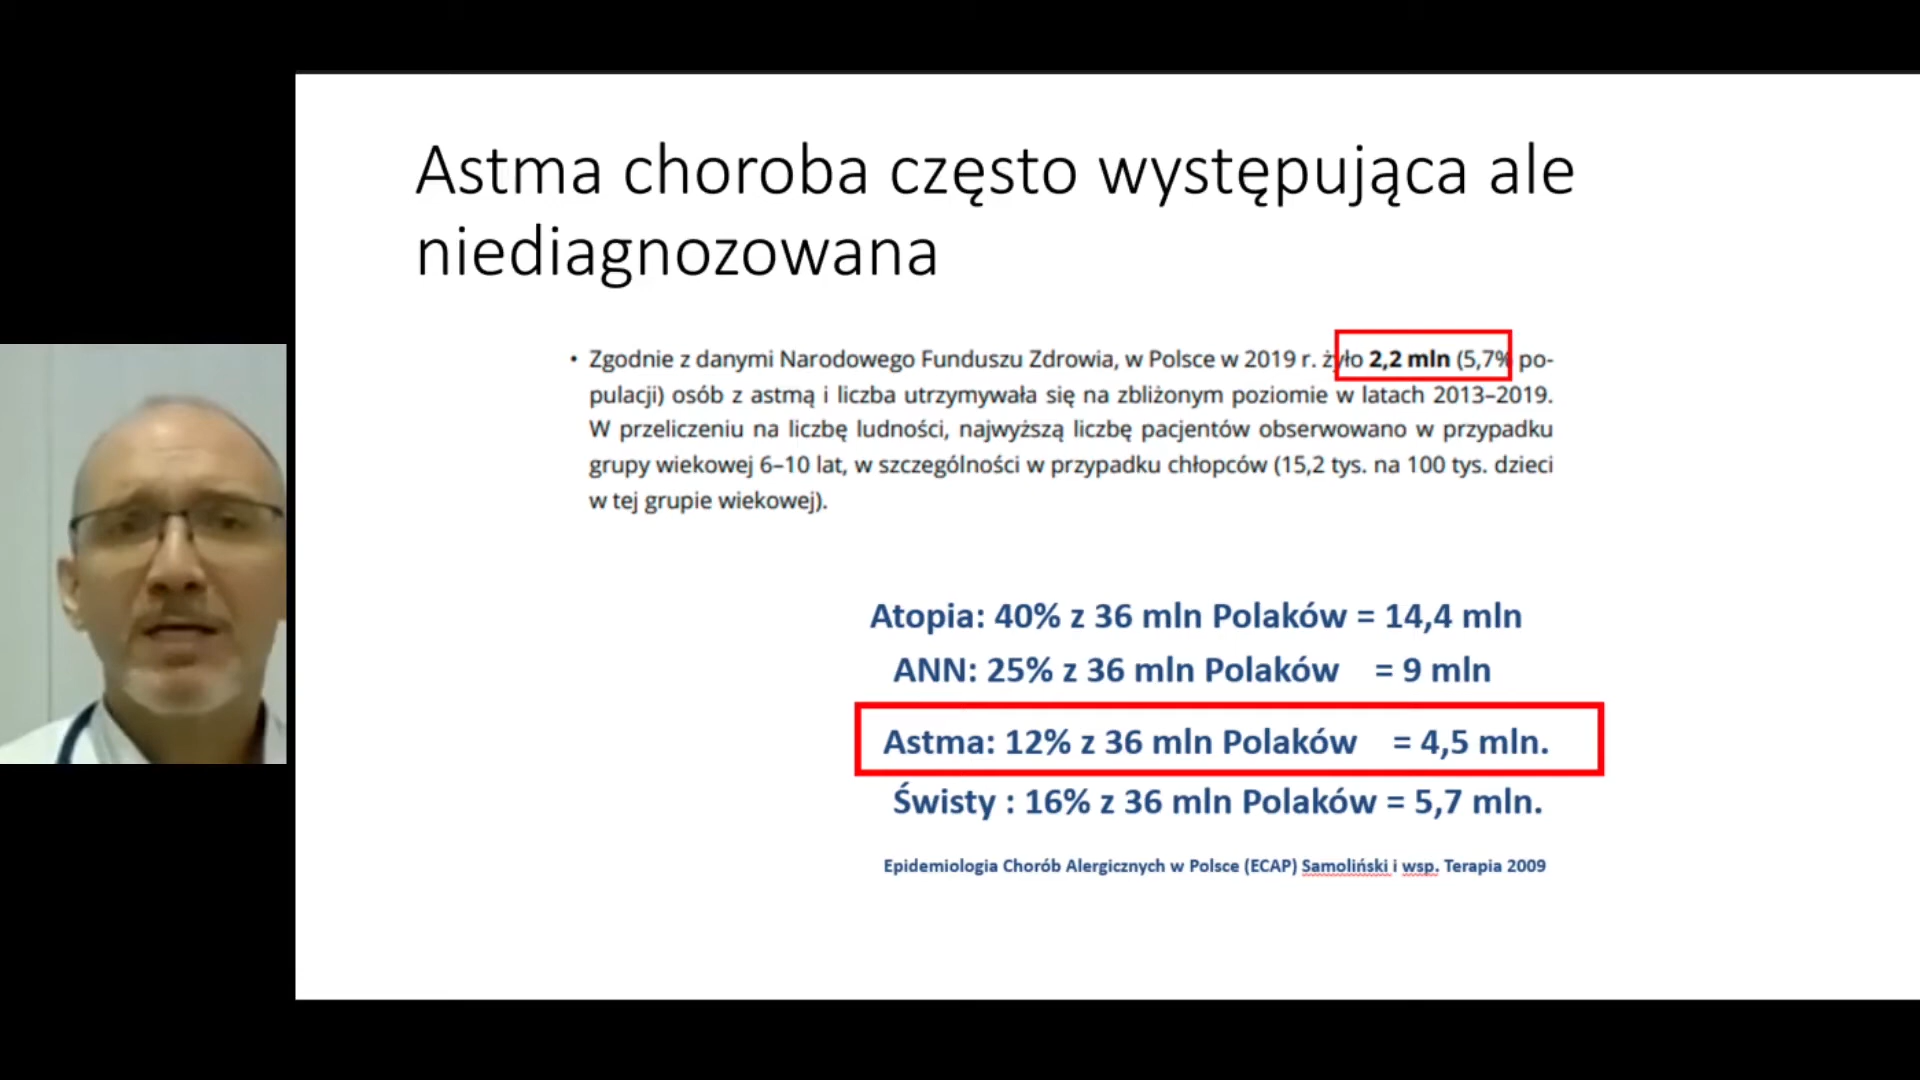 Astma choroba często występująca ale
niediagnozowana
• Zgodnie z danymi Narodowego Funduszu Zdrowia, w Polsce w 2019 r. żyło 2,2 mln (5,7% po-
pulacji) osób z astmą i liczba utrzymywała się na zbliżonym poziomie w latach 2013–2019.
W przeliczeniu na liczbę ludności, najwyższą liczbę pacjentów obserwowano w przypadku
grupy wiekowej 6–10 lat, w szczególności w przypadku chłopców (15,2 tys. na 100 tys. dzieci
w tej grupie wiekowej).
Atopia: 40% z 36 mln Polaków = 14,4 mln
ANN: 25% z 36 mln Polaków = 9 mln
Astma: 12% z 36 mln Polaków = 4,5 mln.
Świsty : 16% z 36 mln Polaków = 5,7 mln.
Epidemiologia Chorób Alergicznych w Polsce (ECAP) Samoliński i wsp. Terapia 2009